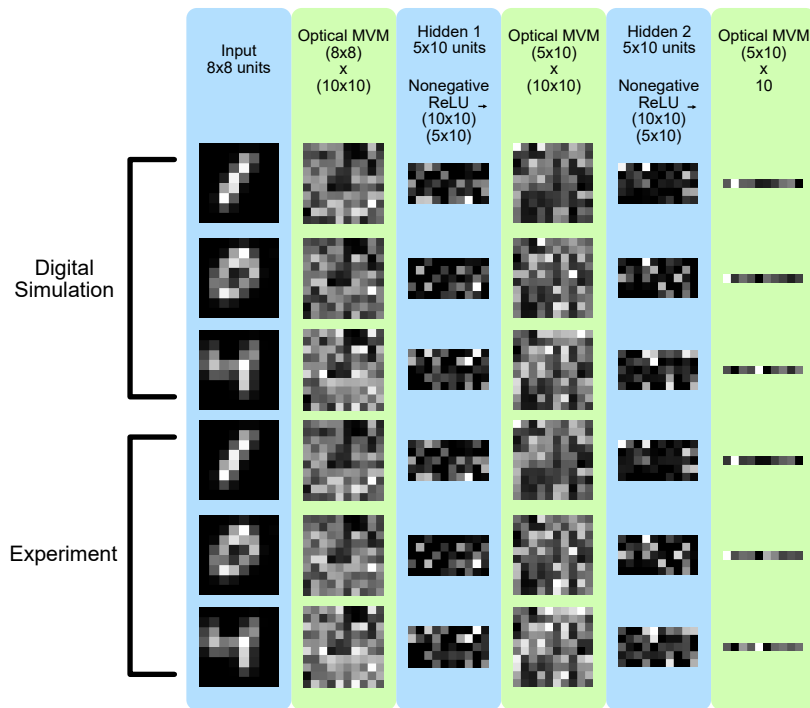 Input
8x8 units
Optical MVM
(8x8)
x
(10x10)
Hidden 1
5x10 units
Nonegative
ReLU →
(10x10)
(5x10)
Optical MVM
(5x10)
x
(10x10)
Hidden 2
5x10 units
Nonegative
ReLU →
(10x10)
(5x10)
Optical MVM
(5x10)
x
10
Digital
Simulation
Experiment